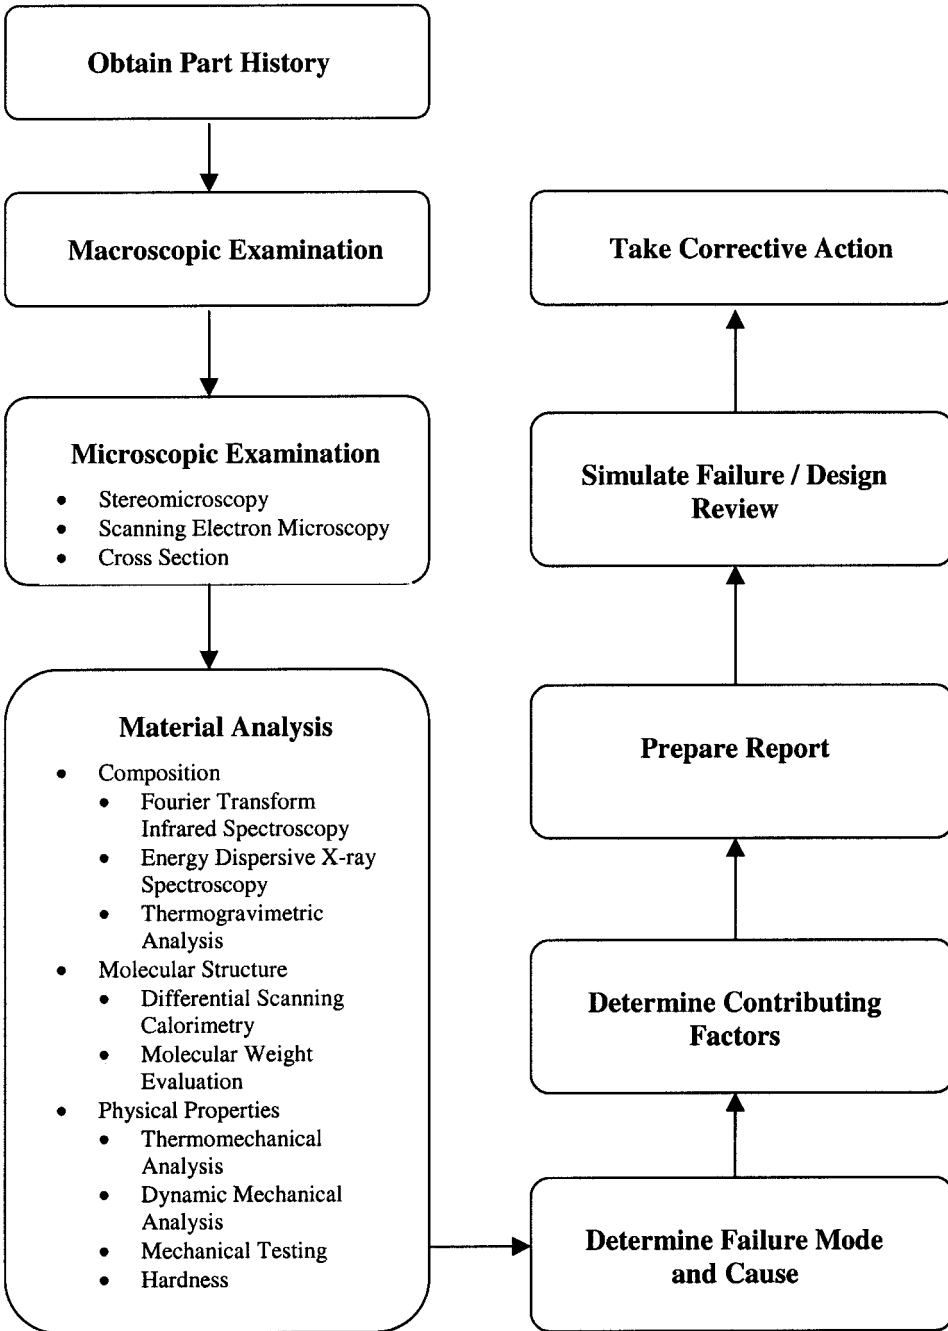 Obtain Part History
Macroscopic Examination
Microscopic Examination
• Stereomicroscopy
• Scanning Electron Microscopy
• Cross Section
Material Analysis
• Composition
• Fourier Transform
Infrared Spectroscopy
• Energy Dispersive X-ray
Spectroscopy
• Thermogravimetric
Analysis
• Molecular Structure
• Differential Scanning
Calorimetry
• Molecular Weight
Evaluation
• Physical Properties
• Thermomechanical
Analysis
• Dynamic Mechanical
Analysis
• Mechanical Testing
• Hardness
Determine Failure Mode
and Cause
Determine Contributing
Factors
Prepare Report
Simulate Failure / Design
Review
Take Corrective Action